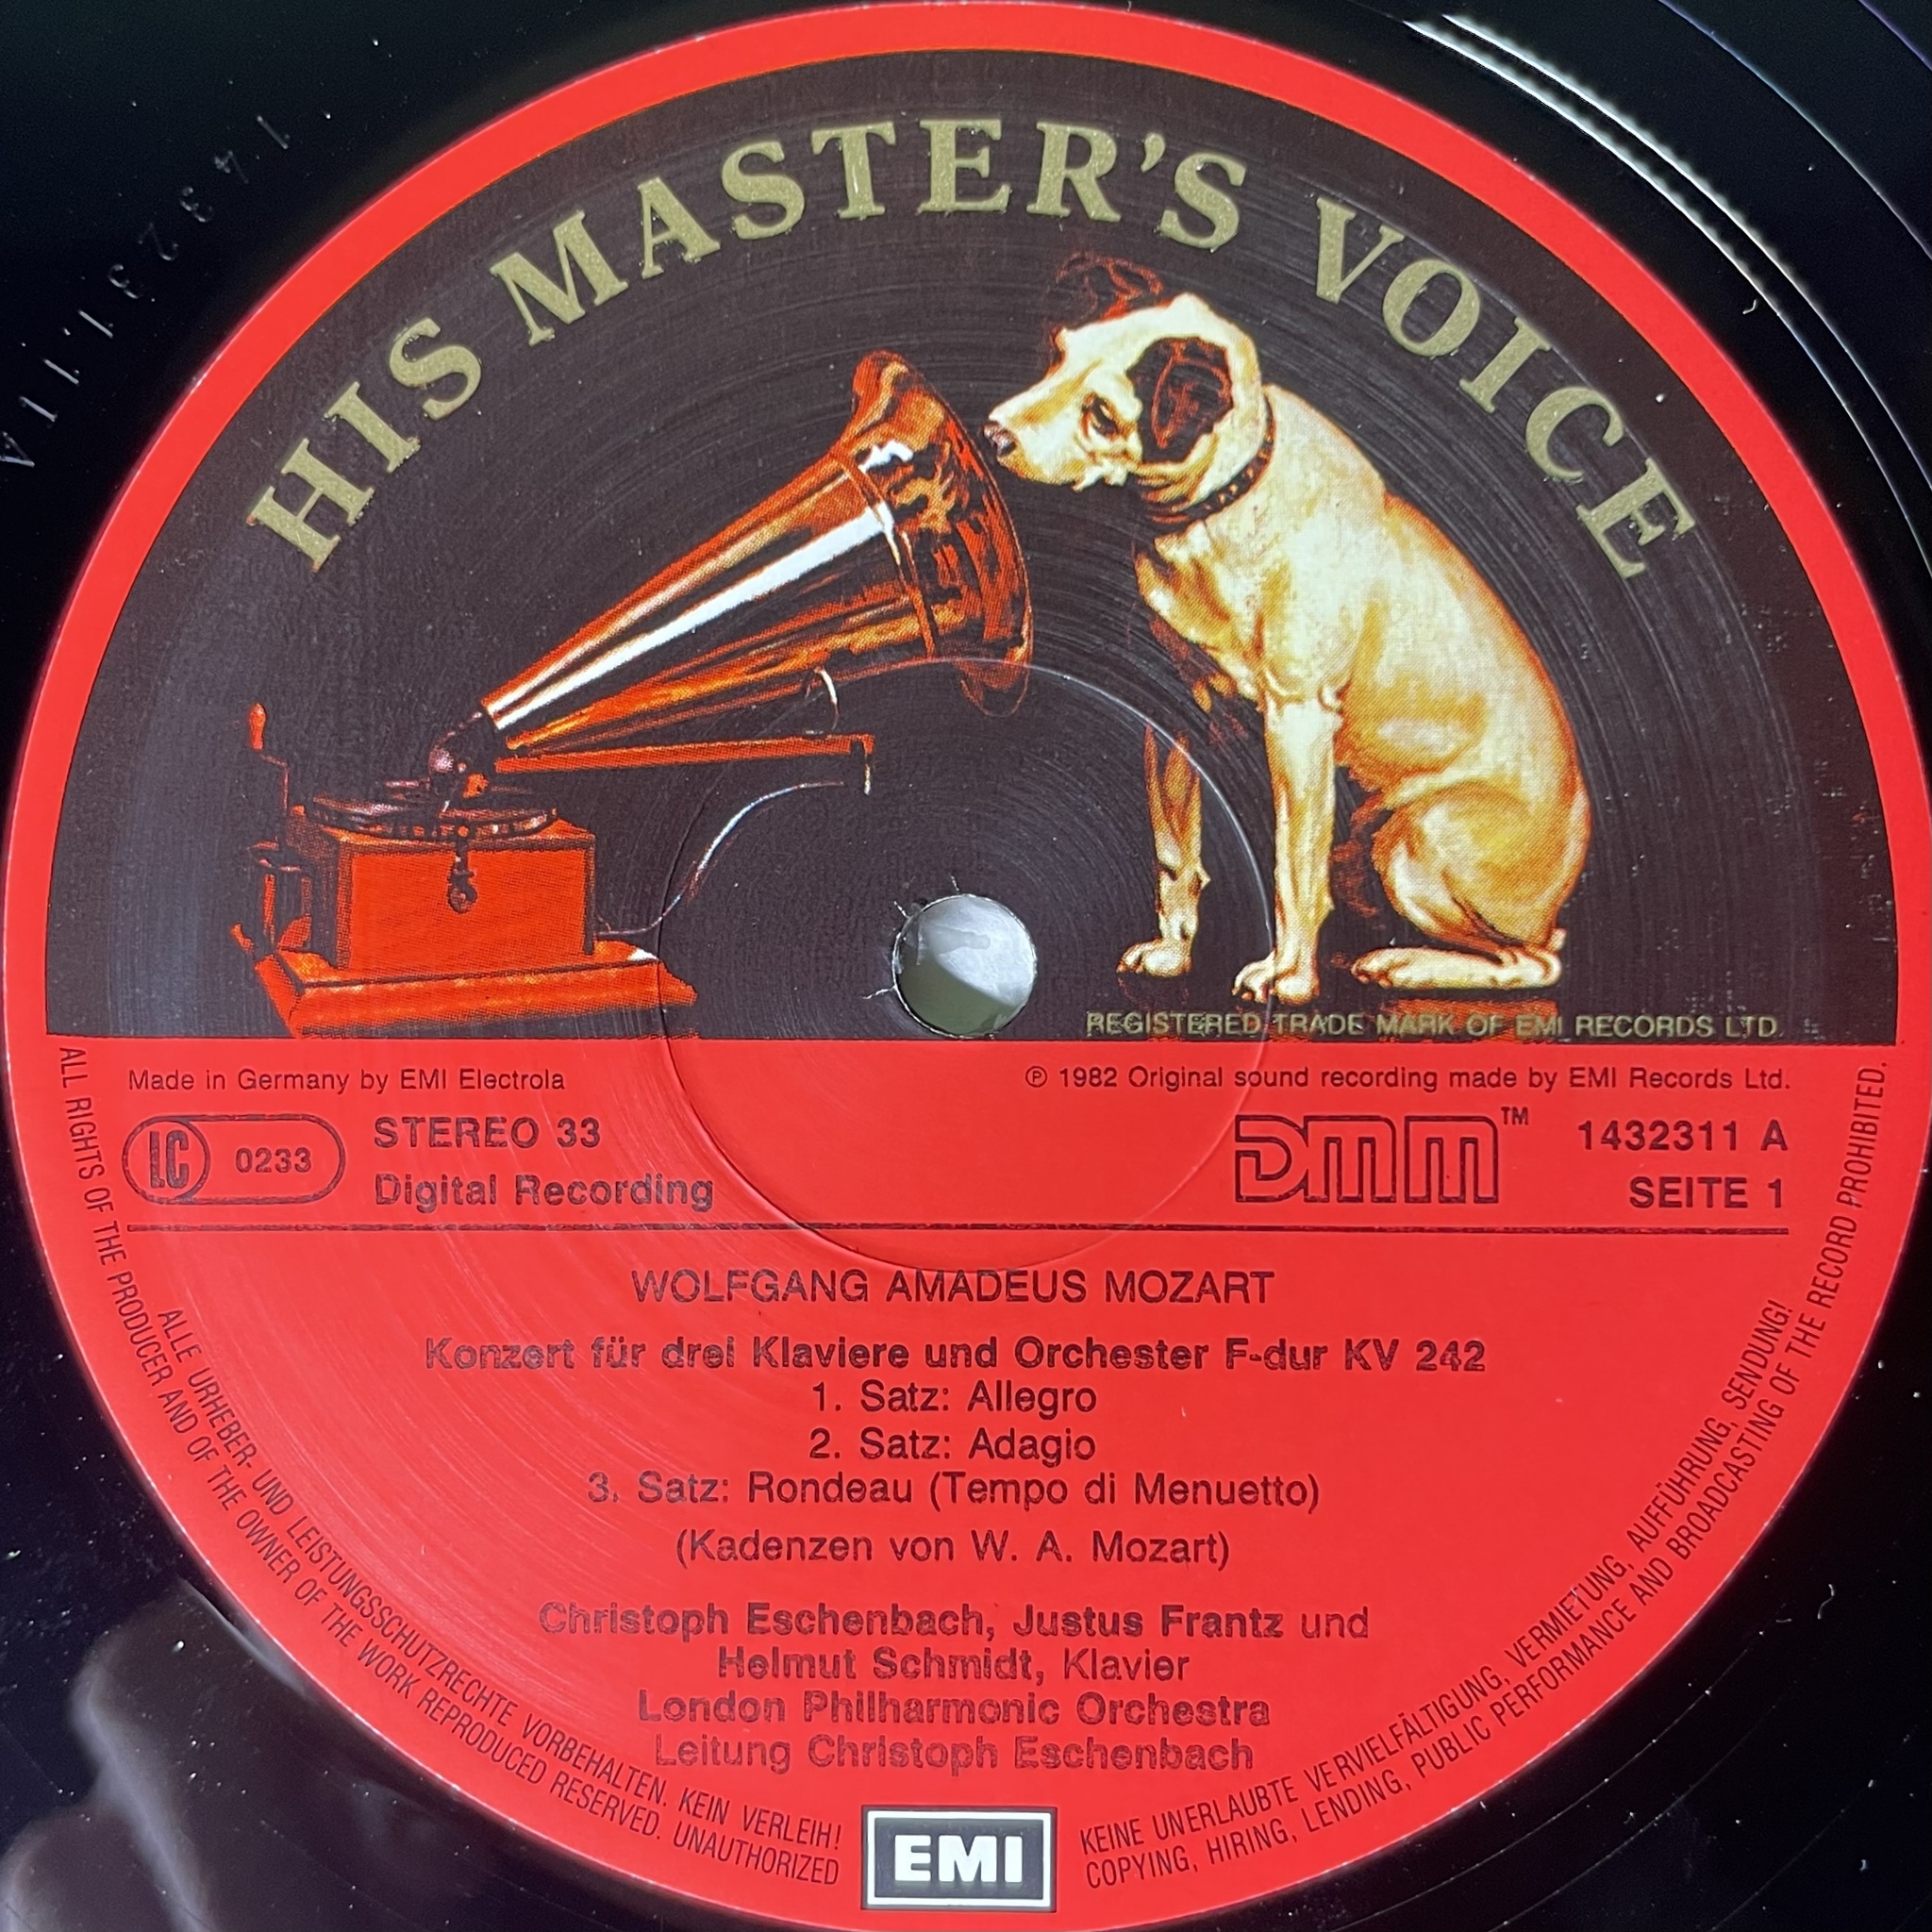 HIS MASTER'S VOICE
REGISTERED TRADE MARK OF EMI RECORDS LTD.
Made in Germany by EMI Electrola
℗ 1982 Original sound recording made by EMI Records Ltd.
LC 0233
STEREO 33
Digital Recording
DMM™
1432311 A
SEITE 1
WOLFGANG AMADEUS MOZART
Konzert für drei Klaviere und Orchester F-dur KV 242
1. Satz: Allegro
2. Satz: Adagio
3. Satz: Rondeau (Tempo di Menuetto)
(Kadenzen von W. A. Mozart)
Christoph Eschenbach, Justus Frantz und
Helmut Schmidt, Klavier
London Philharmonic Orchestra
Leitung Christoph Eschenbach
EMI
ALLE URHEBER- UND LEISTUNGSSCHUTZRECHTE VORBEHALTEN. KEIN VERLEIH! KEINE UNERLAUBTE VERVIELFÄLTIGUNG, VERMIETUNG, AUFFÜHRUNG, SENDUNG!
ALL RIGHTS OF THE PRODUCER AND OF THE OWNER OF THE WORK REPRODUCED RESERVED. UNAUTHORIZED COPYING, HIRING, LENDING, PUBLIC PERFORMANCE AND BROADCASTING OF THE RECORD PROHIBITED.